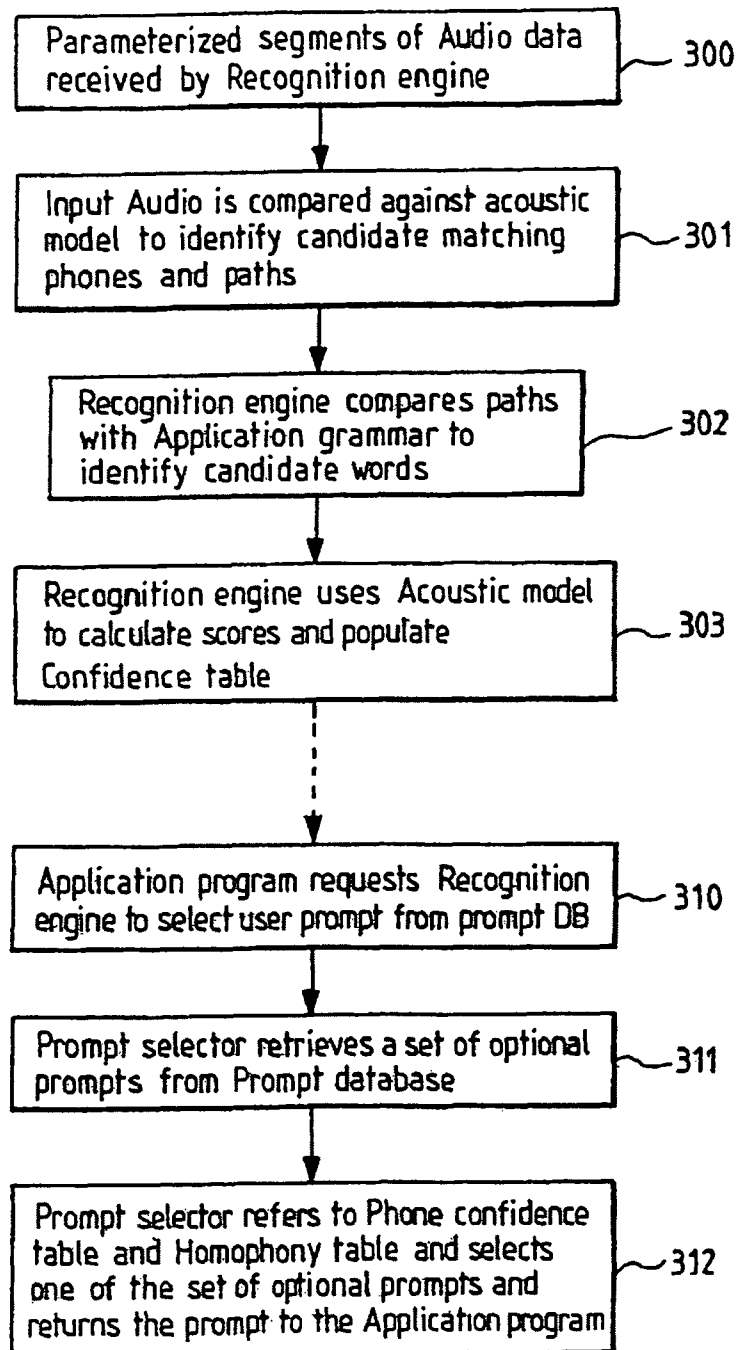 Parameterized segments of Audio data
received by Recognition engine
300
Input Audio is compared against acoustic
model to identify candidate matching
phones and paths
301
Recognition engine compares paths
with Application grammar to
identify candidate words
302
Recognition engine uses Acoustic model
to calculate scores and populate
Confidence table
303
Application program requests Recognition
engine to select user prompt from prompt DB
310
Prompt selector retrieves a set of optional
prompts from Prompt database
311
Prompt selector refers to Phone confidence
table and Homophony table and selects
one of the set of optional prompts and
returns the prompt to the Application program
312